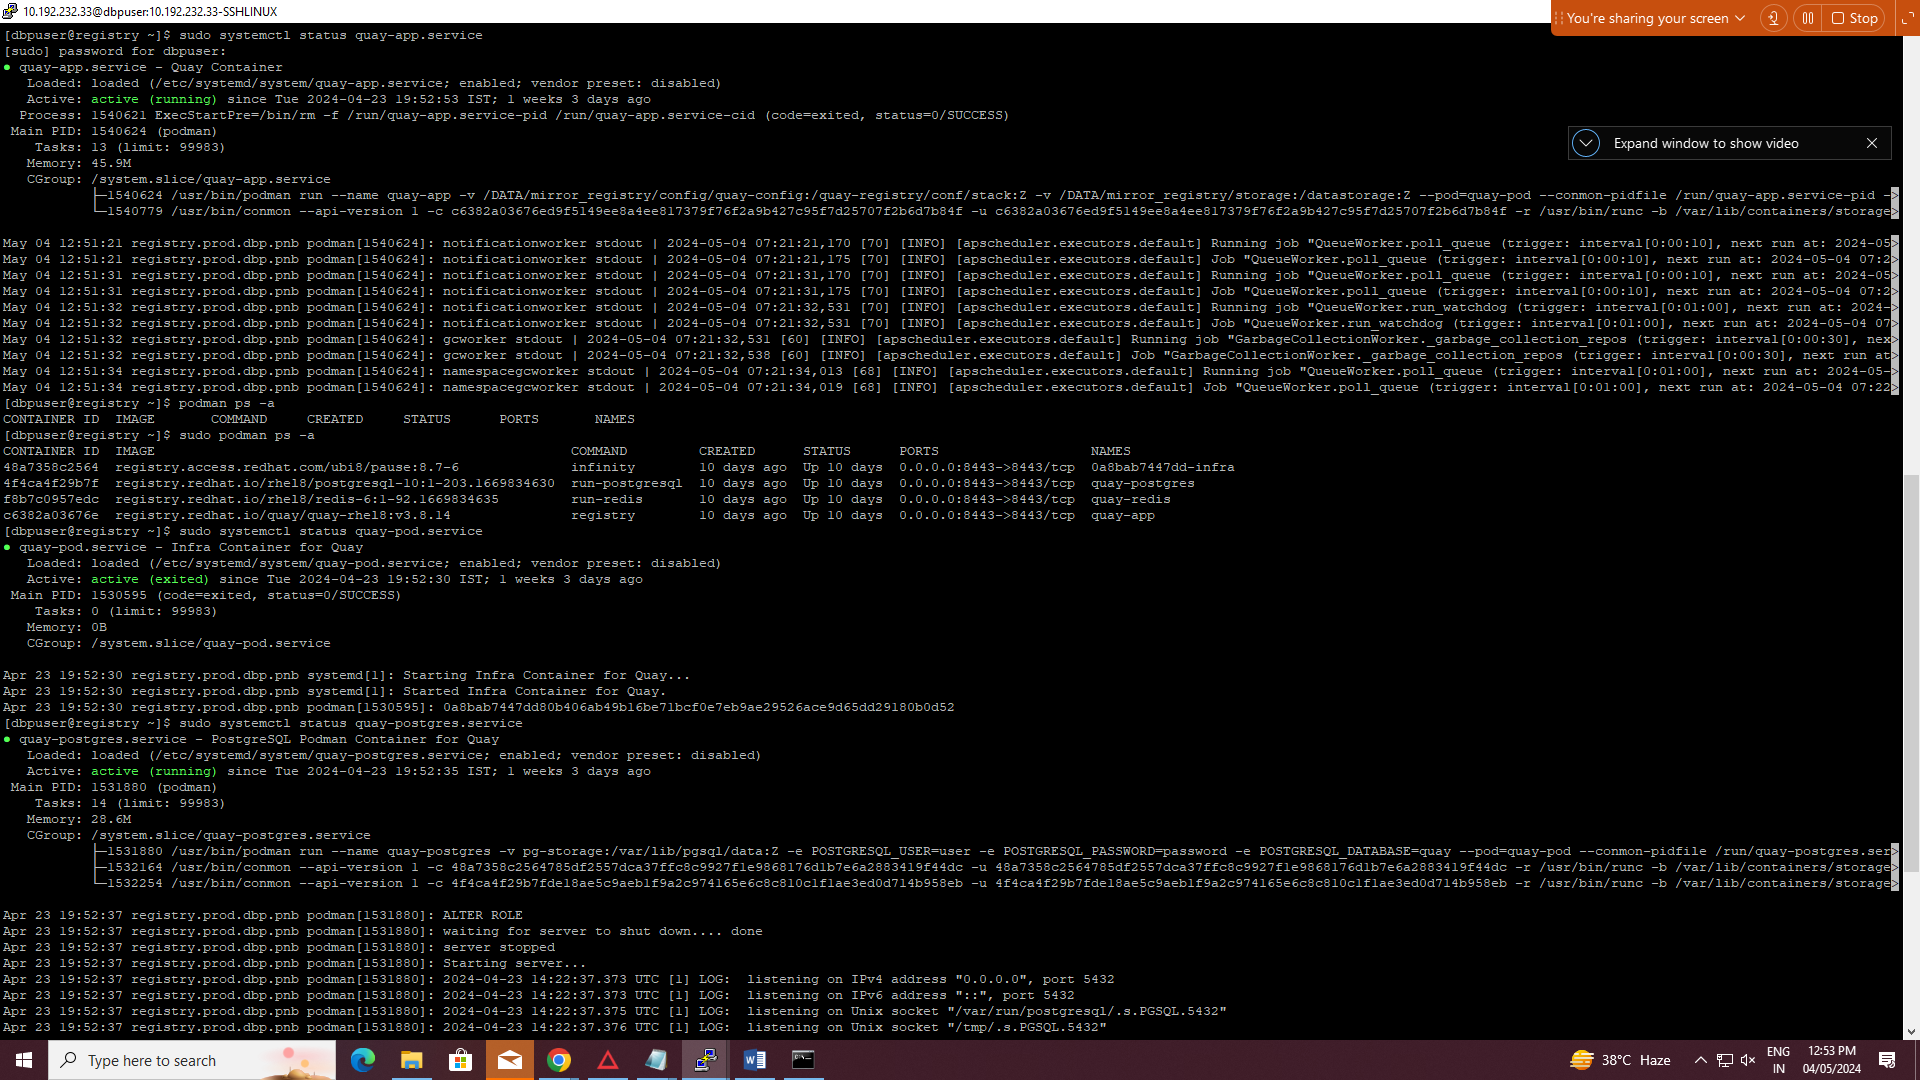 10.192.232.33@dbpuser:10.192.232.33-SSHLINUX
You're sharing your screen
Stop
Expand window to show video
[dbpuser@registry ~]$ sudo systemctl status quay-app.service
[sudo] password for dbpuser:
● quay-app.service - Quay Container
Loaded: loaded (/etc/systemd/system/quay-app.service; enabled; vendor preset: disabled)
Active: active (running) since Tue 2024-04-23 19:52:53 IST; 1 weeks 3 days ago
Process: 1540621 ExecStartPre=/bin/rm -f /run/quay-app.service-pid /run/quay-app.service-cid (code=exited, status=0/SUCCESS)
Main PID: 1540624 (podman)
Tasks: 13 (limit: 99983)
Memory: 45.9M
CGroup: /system.slice/quay-app.service
├─1540624 /usr/bin/podman run --name quay-app -v /DATA/mirror_registry/config/quay-config:/quay-registry/conf/stack:Z -v /DATA/mirror_registry/storage:/datastorage:Z --pod=quay-pod --conmon-pidfile /run/quay-app.service-pid ->
└─1540779 /usr/bin/conmon --api-version 1 -c c6382a03676ed9f5149ee8a4ee817379f76f2a9b427c95f7d25707f2b6d7b84f -u c6382a03676ed9f5149ee8a4ee817379f76f2a9b427c95f7d25707f2b6d7b84f -r /usr/bin/runc -b /var/lib/containers/storage>
May 04 12:51:21 registry.prod.dbp.pnb podman[1540624]: notificationworker stdout | 2024-05-04 07:21:21,170 [70] [INFO] [apscheduler.executors.default] Running job "QueueWorker.poll_queue (trigger: interval[0:00:10], next run at: 2024-05>
May 04 12:51:21 registry.prod.dbp.pnb podman[1540624]: notificationworker stdout | 2024-05-04 07:21:21,175 [70] [INFO] [apscheduler.executors.default] Job "QueueWorker.poll_queue (trigger: interval[0:00:10], next run at: 2024-05-04 07:2>
May 04 12:51:31 registry.prod.dbp.pnb podman[1540624]: notificationworker stdout | 2024-05-04 07:21:31,170 [70] [INFO] [apscheduler.executors.default] Running job "QueueWorker.poll_queue (trigger: interval[0:00:10], next run at: 2024-05>
May 04 12:51:31 registry.prod.dbp.pnb podman[1540624]: notificationworker stdout | 2024-05-04 07:21:31,175 [70] [INFO] [apscheduler.executors.default] Job "QueueWorker.poll_queue (trigger: interval[0:00:10], next run at: 2024-05-04 07:2>
May 04 12:51:32 registry.prod.dbp.pnb podman[1540624]: notificationworker stdout | 2024-05-04 07:21:32,531 [70] [INFO] [apscheduler.executors.default] Running job "QueueWorker.run_watchdog (trigger: interval[0:01:00], next run at: 2024->
May 04 12:51:32 registry.prod.dbp.pnb podman[1540624]: notificationworker stdout | 2024-05-04 07:21:32,531 [70] [INFO] [apscheduler.executors.default] Job "QueueWorker.run_watchdog (trigger: interval[0:01:00], next run at: 2024-05-04 07>
May 04 12:51:32 registry.prod.dbp.pnb podman[1540624]: gcworker stdout | 2024-05-04 07:21:32,531 [60] [INFO] [apscheduler.executors.default] Running job "GarbageCollectionWorker._garbage_collection_repos (trigger: interval[0:00:30], nex>
May 04 12:51:32 registry.prod.dbp.pnb podman[1540624]: gcworker stdout | 2024-05-04 07:21:32,538 [60] [INFO] [apscheduler.executors.default] Job "GarbageCollectionWorker._garbage_collection_repos (trigger: interval[0:00:30], next run at>
May 04 12:51:34 registry.prod.dbp.pnb podman[1540624]: namespacegcworker stdout | 2024-05-04 07:21:34,013 [68] [INFO] [apscheduler.executors.default] Running job "QueueWorker.poll_queue (trigger: interval[0:01:00], next run at: 2024-05->
May 04 12:51:34 registry.prod.dbp.pnb podman[1540624]: namespacegcworker stdout | 2024-05-04 07:21:34,019 [68] [INFO] [apscheduler.executors.default] Job "QueueWorker.poll_queue (trigger: interval[0:01:00], next run at: 2024-05-04 07:22>
[dbpuser@registry ~]$ podman ps -a
CONTAINER ID IMAGE COMMAND CREATED STATUS PORTS NAMES
[dbpuser@registry ~]$ sudo podman ps -a
CONTAINER ID IMAGE COMMAND CREATED STATUS PORTS NAMES
48a7358c2564 registry.access.redhat.com/ubi8/pause:8.7-6 infinity 10 days ago Up 10 days 0.0.0.0:8443->8443/tcp 0a8bab7447dd-infra
4f4ca4f29b7f registry.redhat.io/rhel8/postgresql-10:1-203.1669834630 run-postgresql 10 days ago Up 10 days 0.0.0.0:8443->8443/tcp quay-postgres
f8b7c0957edc registry.redhat.io/rhel8/redis-6:1-92.1669834635 run-redis 10 days ago Up 10 days 0.0.0.0:8443->8443/tcp quay-redis
c6382a03676e registry.redhat.io/quay/quay-rhel8:v3.8.14 registry 10 days ago Up 10 days 0.0.0.0:8443->8443/tcp quay-app
[dbpuser@registry ~]$ sudo systemctl status quay-pod.service
● quay-pod.service - Infra Container for Quay
Loaded: loaded (/etc/systemd/system/quay-pod.service; enabled; vendor preset: disabled)
Active: active (exited) since Tue 2024-04-23 19:52:30 IST; 1 weeks 3 days ago
Main PID: 1530595 (code=exited, status=0/SUCCESS)
Tasks: 0 (limit: 99983)
Memory: 0B
CGroup: /system.slice/quay-pod.service
Apr 23 19:52:30 registry.prod.dbp.pnb systemd[1]: Starting Infra Container for Quay...
Apr 23 19:52:30 registry.prod.dbp.pnb systemd[1]: Started Infra Container for Quay.
Apr 23 19:52:30 registry.prod.dbp.pnb podman[1530595]: 0a8bab7447dd80b406ab49b16be71bcf0e7eb9ae29526ace9d65dd29180b0d52
[dbpuser@registry ~]$ sudo systemctl status quay-postgres.service
● quay-postgres.service - PostgreSQL Podman Container for Quay
Loaded: loaded (/etc/systemd/system/quay-postgres.service; enabled; vendor preset: disabled)
Active: active (running) since Tue 2024-04-23 19:52:35 IST; 1 weeks 3 days ago
Main PID: 1531880 (podman)
Tasks: 14 (limit: 99983)
Memory: 28.6M
CGroup: /system.slice/quay-postgres.service
├─1531880 /usr/bin/podman run --name quay-postgres -v pg-storage:/var/lib/pgsql/data:Z -e POSTGRESQL_USER=user -e POSTGRESQL_PASSWORD=password -e POSTGRESQL_DATABASE=quay --pod=quay-pod --conmon-pidfile /run/quay-postgres.ser>
├─1532164 /usr/bin/conmon --api-version 1 -c 48a7358c2564785df2557dca37ffc8c9927f1e9868176d1b7e6a2883419f44dc -u 48a7358c2564785df2557dca37ffc8c9927f1e9868176d1b7e6a2883419f44dc -r /usr/bin/runc -b /var/lib/containers/storage>
└─1532254 /usr/bin/conmon --api-version 1 -c 4f4ca4f29b7fde18ae5c9aeb1f9a2c974165e6c8c810c1f1ae3ed0d714b958eb -u 4f4ca4f29b7fde18ae5c9aeb1f9a2c974165e6c8c810c1f1ae3ed0d714b958eb -r /usr/bin/runc -b /var/lib/containers/storage>
Apr 23 19:52:37 registry.prod.dbp.pnb podman[1531880]: ALTER ROLE
Apr 23 19:52:37 registry.prod.dbp.pnb podman[1531880]: waiting for server to shut down.... done
Apr 23 19:52:37 registry.prod.dbp.pnb podman[1531880]: server stopped
Apr 23 19:52:37 registry.prod.dbp.pnb podman[1531880]: Starting server...
Apr 23 19:52:37 registry.prod.dbp.pnb podman[1531880]: 2024-04-23 14:22:37.373 UTC [1] LOG:  listening on IPv4 address "0.0.0.0", port 5432
Apr 23 19:52:37 registry.prod.dbp.pnb podman[1531880]: 2024-04-23 14:22:37.373 UTC [1] LOG:  listening on IPv6 address "::", port 5432
Apr 23 19:52:37 registry.prod.dbp.pnb podman[1531880]: 2024-04-23 14:22:37.375 UTC [1] LOG:  listening on Unix socket "/var/run/postgresql/.s.PGSQL.5432"
Apr 23 19:52:37 registry.prod.dbp.pnb podman[1531880]: 2024-04-23 14:22:37.376 UTC [1] LOG:  listening on Unix socket "/tmp/.s.PGSQL.5432"
Type here to search
38°C Haze
ENG
IN
12:53 PM
04/05/2024